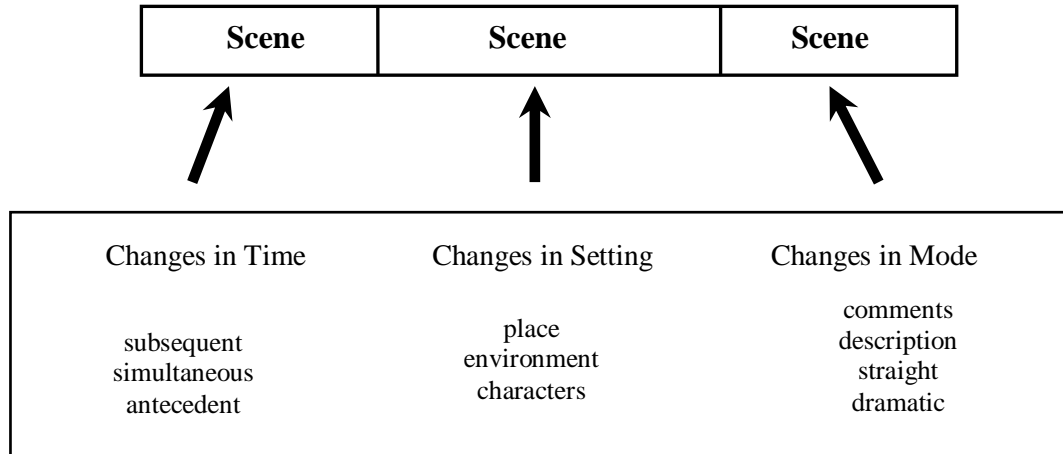 Scene Scene Scene
Changes in Time Changes in Setting Changes in Mode
subsequent
simultaneous
antecedent
place
environment
characters
comments
description
straight
dramatic